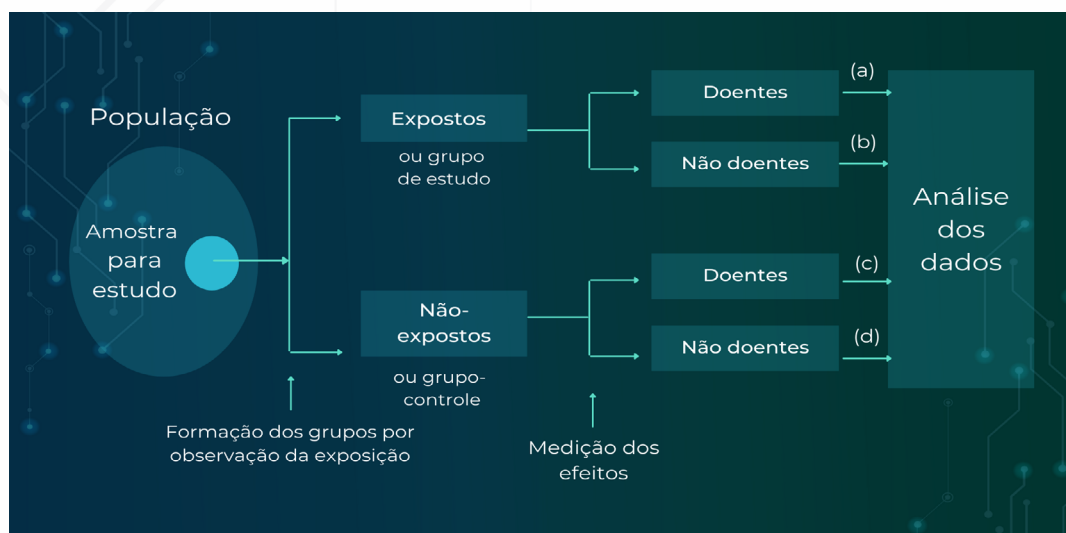 População
Amostra
para
estudo
Expostos
ou grupo
de estudo
Não-
expostos
ou grupo-
controle
Formação dos grupos por
observação da exposição
Doentes
Não doentes
Doentes
Não doentes
Medição dos
efeitos
(a)
(b)
(c)
(d)
Análise
dos
dados